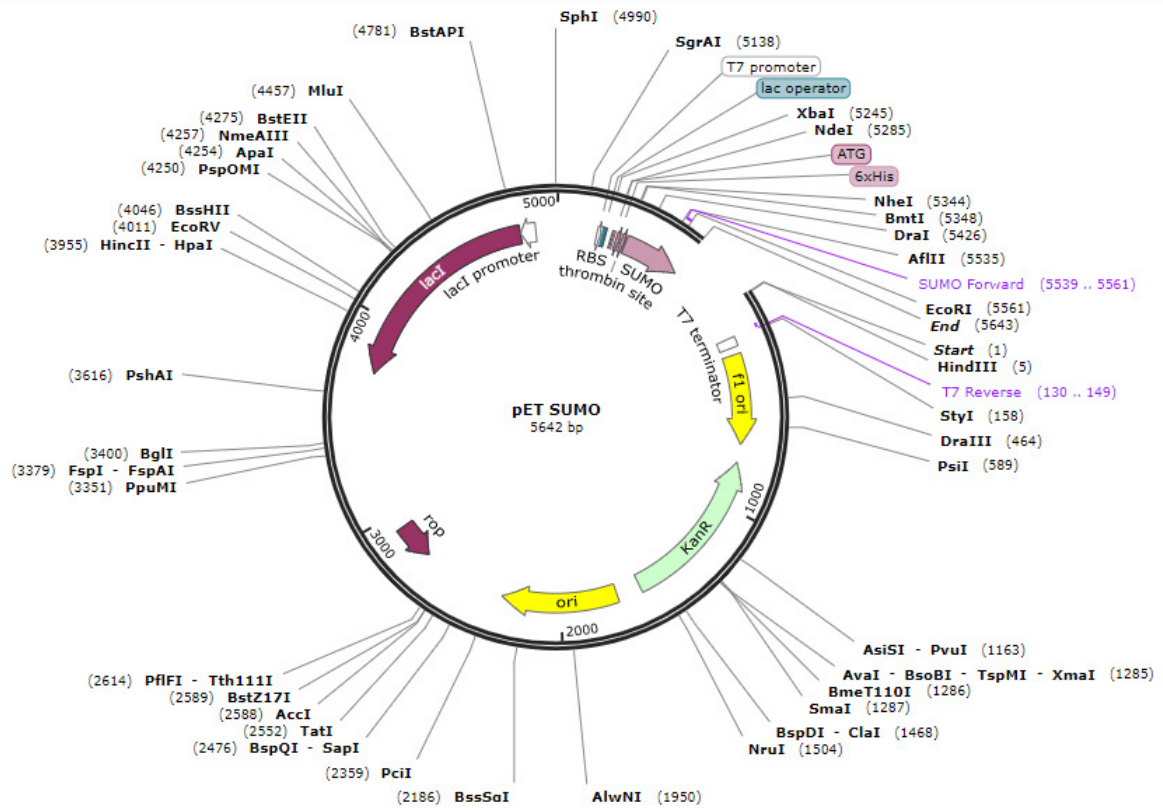 SphI (4990)
(4781) BstAPI
SgrAI (5138)
T7 promoter
lac operator
(4457) MluI
XbaI (5245)
(4275) BstEII
NdeI (5285)
(4257) NmeAIII
ATG
(4254) ApaI
6xHis
(4250) PspOMI
NheI (5344)
(4046) BssHII
BmtI (5348)
(4011) EcoRV
DraI (5426)
(3955) HincII - HpaI
AflII (5535)
SUMO Forward (5539 .. 5561)
EcoRI (5561)
End (5643)
Start (1)
HindIII (5)
(3616) PshAI
T7 Reverse (130 .. 149)
StyI (158)
DraIII (464)
PsiI (589)
(3400) BglI
(3379) FspI - FspAI
(3351) PpuMI
5000
lacI
lacI promoter
RBS
thrombin site
SUMO
T7 terminator
f1 ori
4000
pET SUMO
5642 bp
1000
KanR
3000
rop
ori
2000
AsiSI - PvuI (1163)
(2614) PflFI - Tth111I
AvaI - BsoBI - TspMI - XmaI (1285)
(2589) BstZ17I
BmeT110I (1286)
(2588) AccI
SmaI (1287)
(2552) TatI
BspDI - ClaI (1468)
(2476) BspQI - SapI
NruI (1504)
(2359) PciI
(2186) BssSαI
AlwNI (1950)